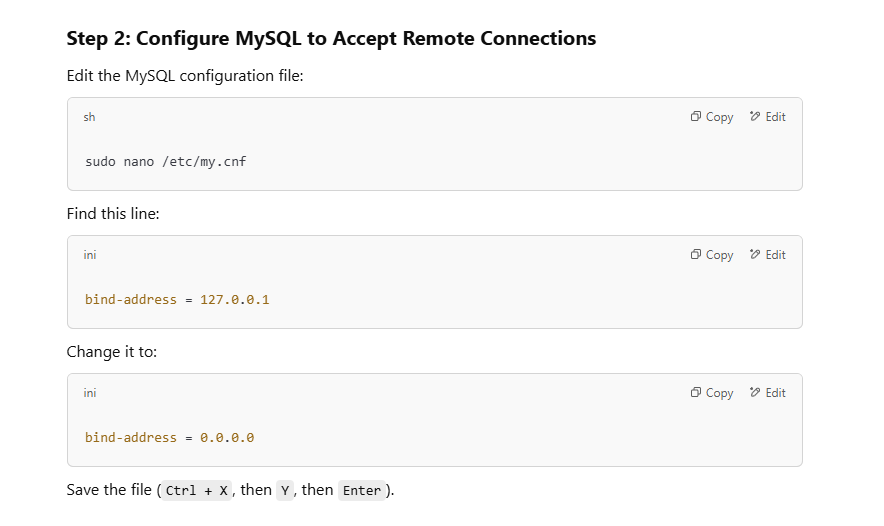 Step 2: Configure MySQL to Accept Remote Connections
Edit the MySQL configuration file:
sh Copy Edit
sudo nano /etc/my.cnf
Find this line:
ini Copy Edit
bind-address = 127.0.0.1
Change it to:
ini Copy Edit
bind-address = 0.0.0.0
Save the file (Ctrl + X, then Y, then Enter).